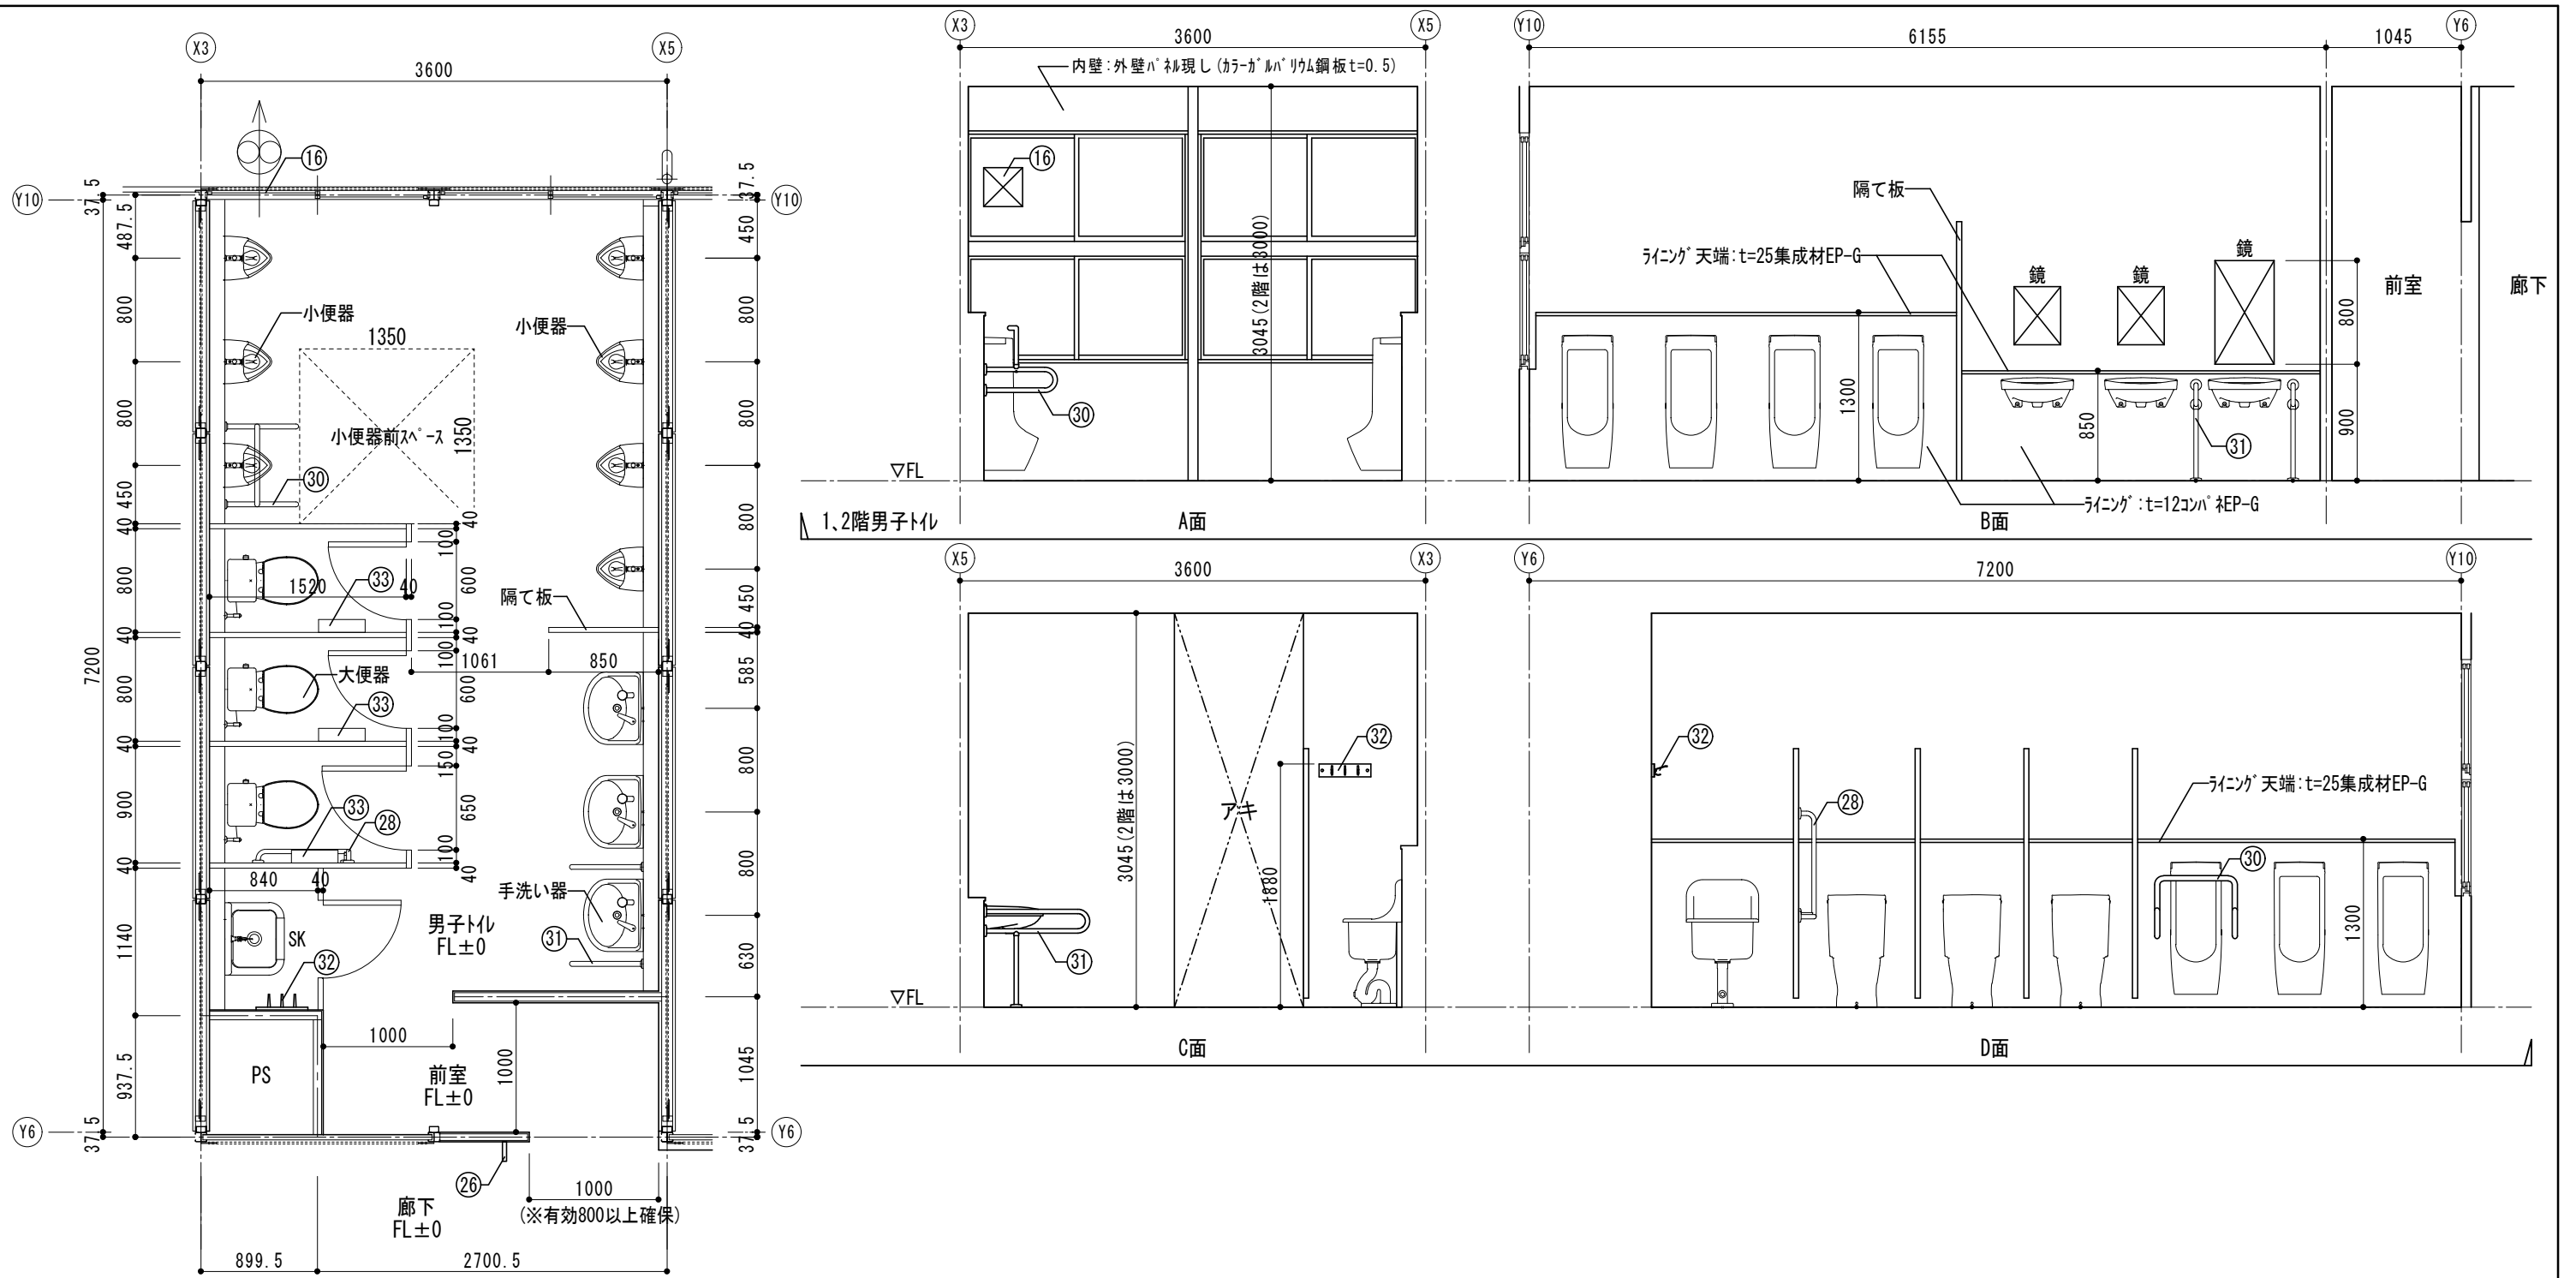 X3
X5
3600
16
Y10
Y10
37.5
487.5
800
800
450
40
800
40
800
40
900
40
1140
937.5
37.5
7200
37.5
450
800
800
800
450
40
585
800
800
630
1045
37.5
小便器
小便器
1350
1350
小便器前スペース
30
40
100
600
100
40
100
600
100
40
150
650
100
40
1520
40
33
隔て板
大便器
1061
850
33
33
28
840
40
手洗い器
男子トイレ
FL±0
SK
31
32
1000
1000
PS
前室
FL±0
Y6
Y6
26
1000
(※有効800以上確保)
廊下
FL±0
899.5
2700.5
X3
X5
3600
内壁:外壁パネル現し(カラーガルバリウム鋼板t=0.5)
16
3045(2階は3000)
30
▽FL
1、2階男子トイレ
A面
Y10
Y6
6155
1045
隔て板
ライニング天端:t=25集成材EP-G
鏡
鏡
鏡
前室
廊下
800
900
1300
850
31
ライニング:t=12コンパネEP-G
B面
X5
X3
3600
3045(2階は3000)
アキ
32
1880
31
▽FL
C面
Y6
Y10
7200
32
28
ライニング天端:t=25集成材EP-G
30
1300
D面